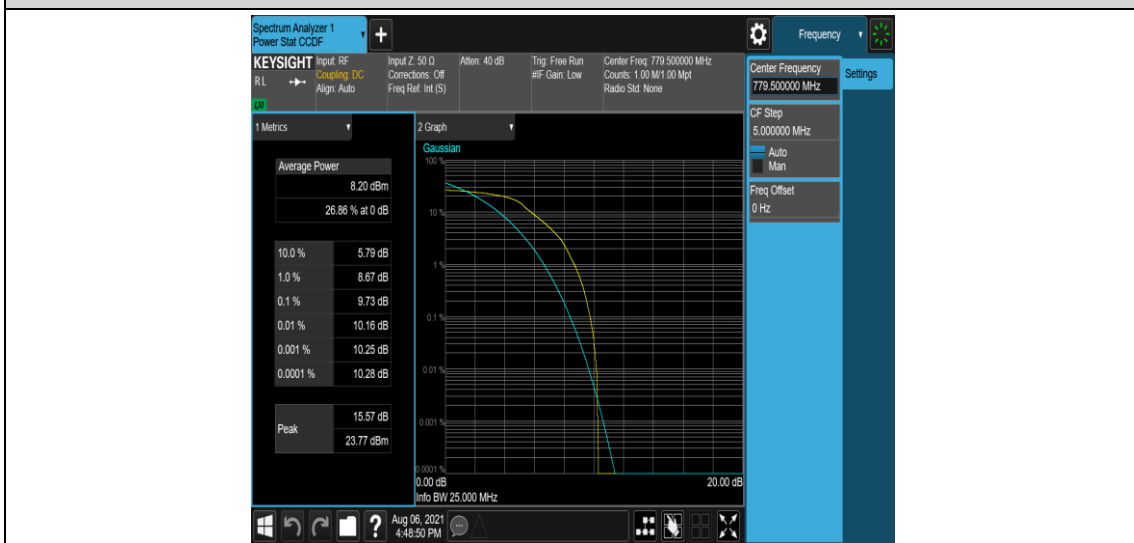 Spectrum Analyzer 1
Power Stat CCDF
Frequency
KEYSIGHT
RL
LXI
Input: RF
Coupling: DC
Align: Auto
Input Z: 50 Ω
Corrections: Off
Freq Ref: Int (S)
Atten: 40 dB
Trig: Free Run
#IF Gain: Low
Center Freq: 779.500000 MHz
Counts: 1.00 M/1.00 Mpt
Radio Std: None
Center Frequency
779.500000 MHz
Settings
CF Step
5.000000 MHz
Auto
Man
Freq Offset
0 Hz
1 Metrics
Average Power
8.20 dBm
26.86 % at 0 dB
10.0 % 5.79 dB
1.0 % 8.67 dB
0.1 % 9.73 dB
0.01 % 10.16 dB
0.001 % 10.25 dB
0.0001 % 10.28 dB
Peak
15.57 dB
23.77 dBm
2 Graph
Gaussian
100 %
10 %
1 %
0.1 %
0.01 %
0.001 %
0.0001 %
0.00 dB 20.00 dB
Info BW 25.000 MHz
?
Aug 06, 2021
4:48:50 PM